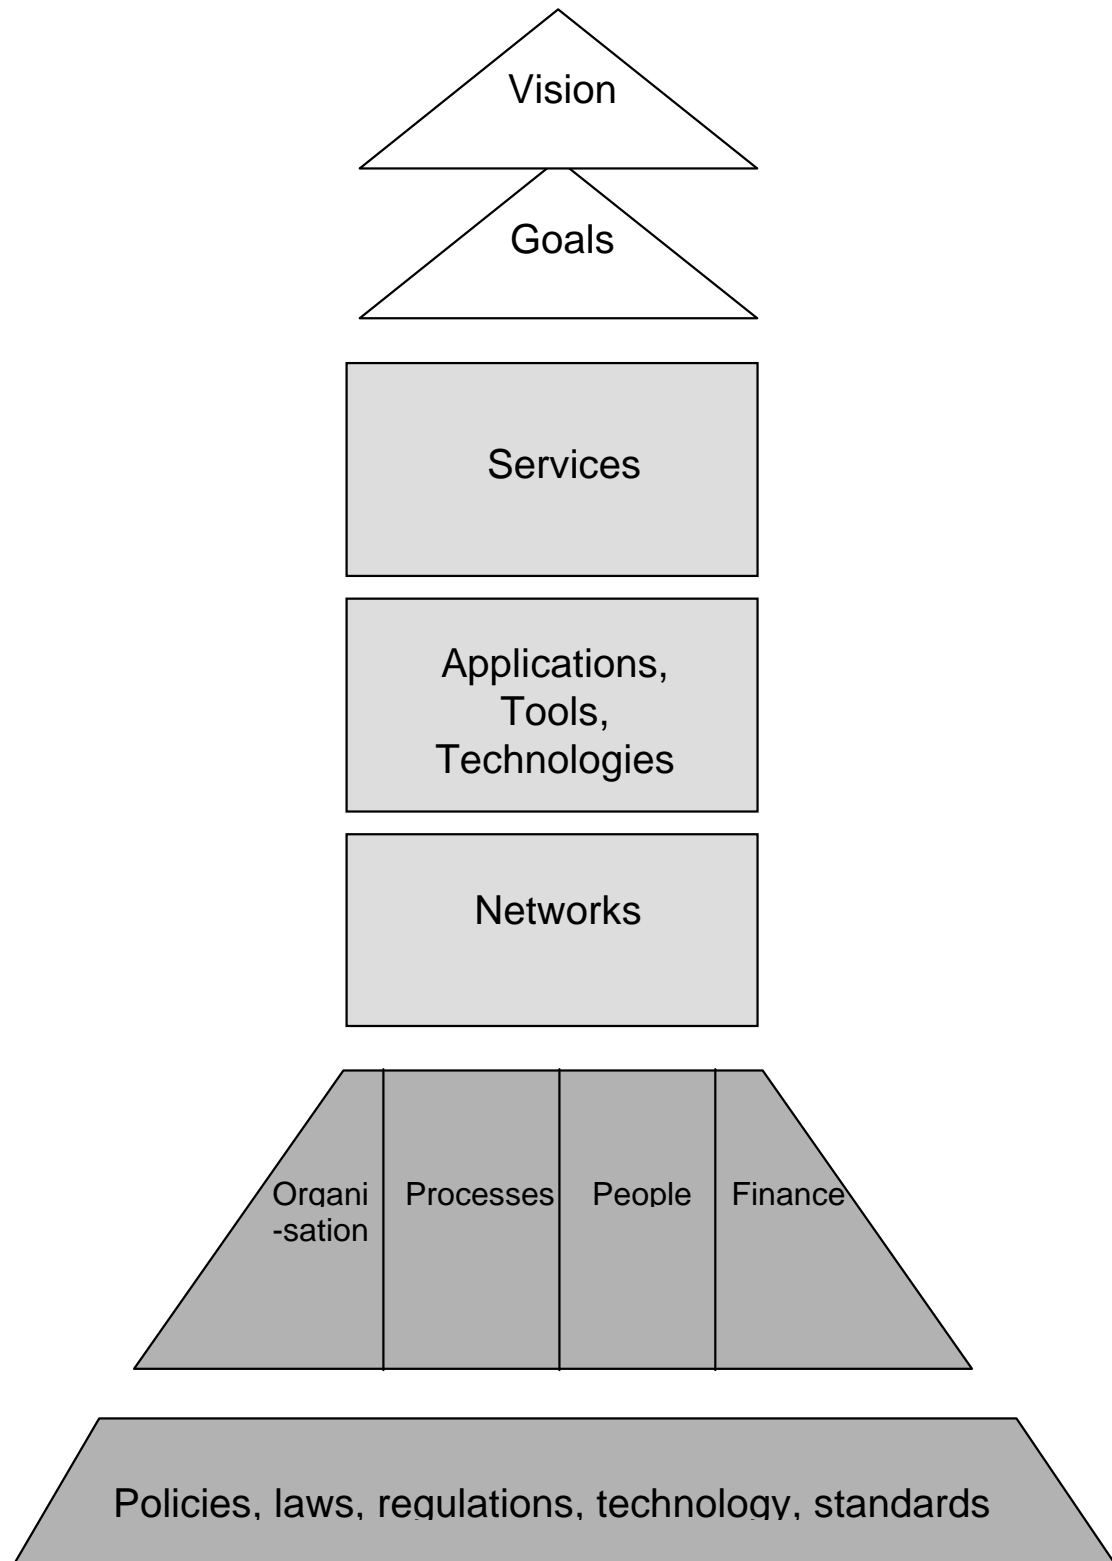 Vision
Goals
Services
Applications,
Tools,
Technologies
Networks
Organi
-sation
Processes
People
Finance
Policies, laws, regulations, technology, standards